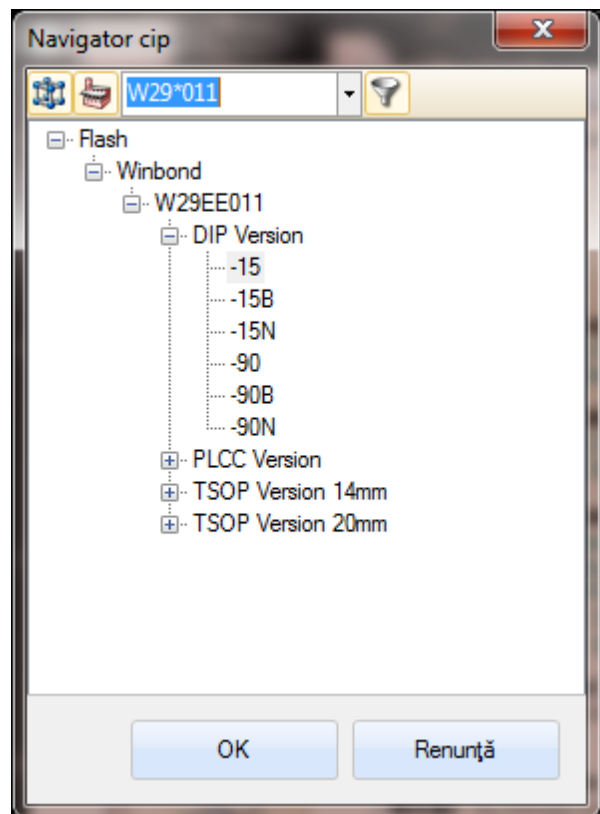 Navigator cip
W29*011
Flash
Winbond
W29EE011
DIP Version
-15
-15B
-15N
-90
-90B
-90N
PLCC Version
TSOP Version 14mm
TSOP Version 20mm
OK
Renunţă